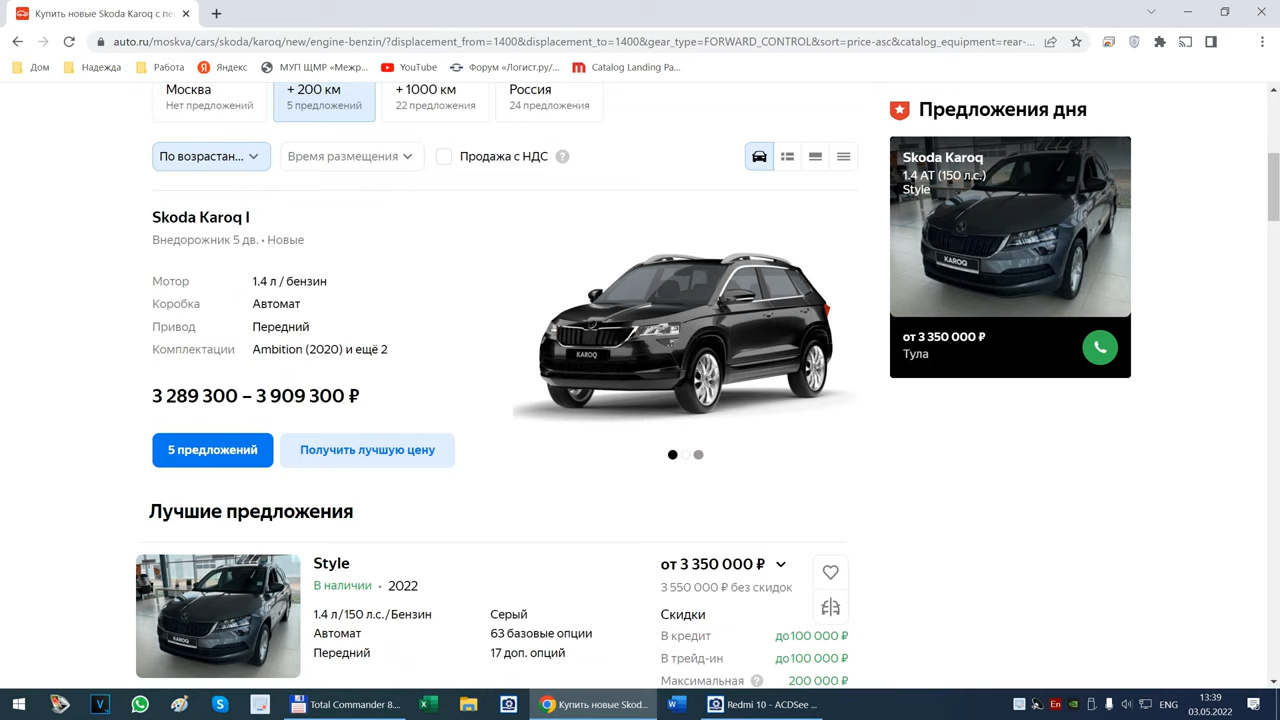 Купить новые Skoda Karoq с пе
auto.ru/moskva/cars/skoda/karoq/new/engine-benzin/?displacement_from=1400&displacement_to=1400&gear_type=FORWARD_CONTROL&sort=price-asc&catalog_equipment=rear-...
Дом
Надежда
Работа
Яндекс
МУП ЩМР «Межр...
YouTube
Форум «Логист.ру/...
Catalog Landing Pa...
Москва
Нет предложений
+ 200 км
5 предложений
+ 1000 км
22 предложения
Россия
24 предложения
По возрастан...
Время размещения
Продажа с НДС ?
Skoda Karoq I
Внедорожник 5 дв. • Новые
Мотор 1.4 л / бензин
Коробка Автомат
Привод Передний
Комплектации Ambition (2020) и ещё 2
3 289 300 – 3 909 300 ₽
5 предложений
Получить лучшую цену
KAROQ
Предложения дня
Skoda Karoq
1.4 AT (150 л.с.)
Style
KAROQ
от 3 350 000 ₽
Тула
Лучшие предложения
KAROQ
Style
В наличии • 2022
1.4 л/150 л.с./Бензин
Автомат
Передний
Серый
63 базовые опции
17 доп. опций
от 3 350 000 ₽
3 550 000 ₽ без скидок
Скидки
В кредит до 100 000 ₽
В трейд-ин до 100 000 ₽
Максимальная ? 200 000 ₽
Total Commander 8....
Купить новые Skod...
Redmi 10 - ACDSee ...
En
ENG
13:39
03.05.2022